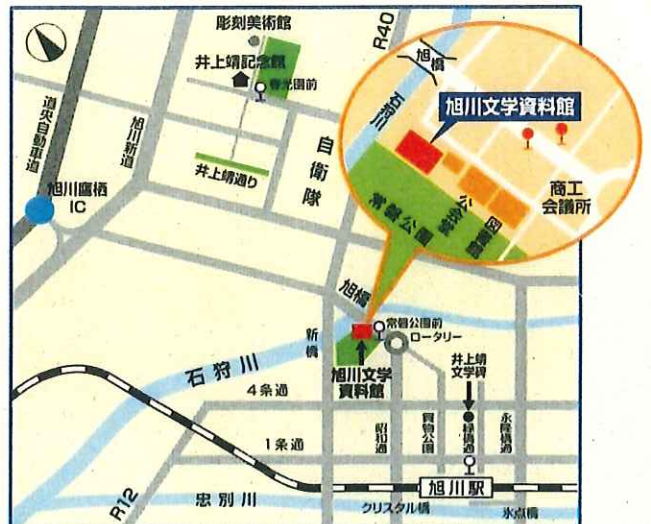 彫刻美術館
井上靖記念館
春光園前
R40
旭橋
石狩川
旭川文学資料館
商工
会議所
図書館
公会堂
常磐公園
道央自動車道
旭川新道
自衛隊
井上靖通り
旭川鷹栖
IC
旭橋
新橋
常磐公園前
ロータリー
石狩川
旭川文学
資料館
井上靖
文学碑
4条通
1条通
昭和通
買物公園
緑橋通
永隆橋通
旭川駅
R12
忠別川
クリスタル橋
氷点橋